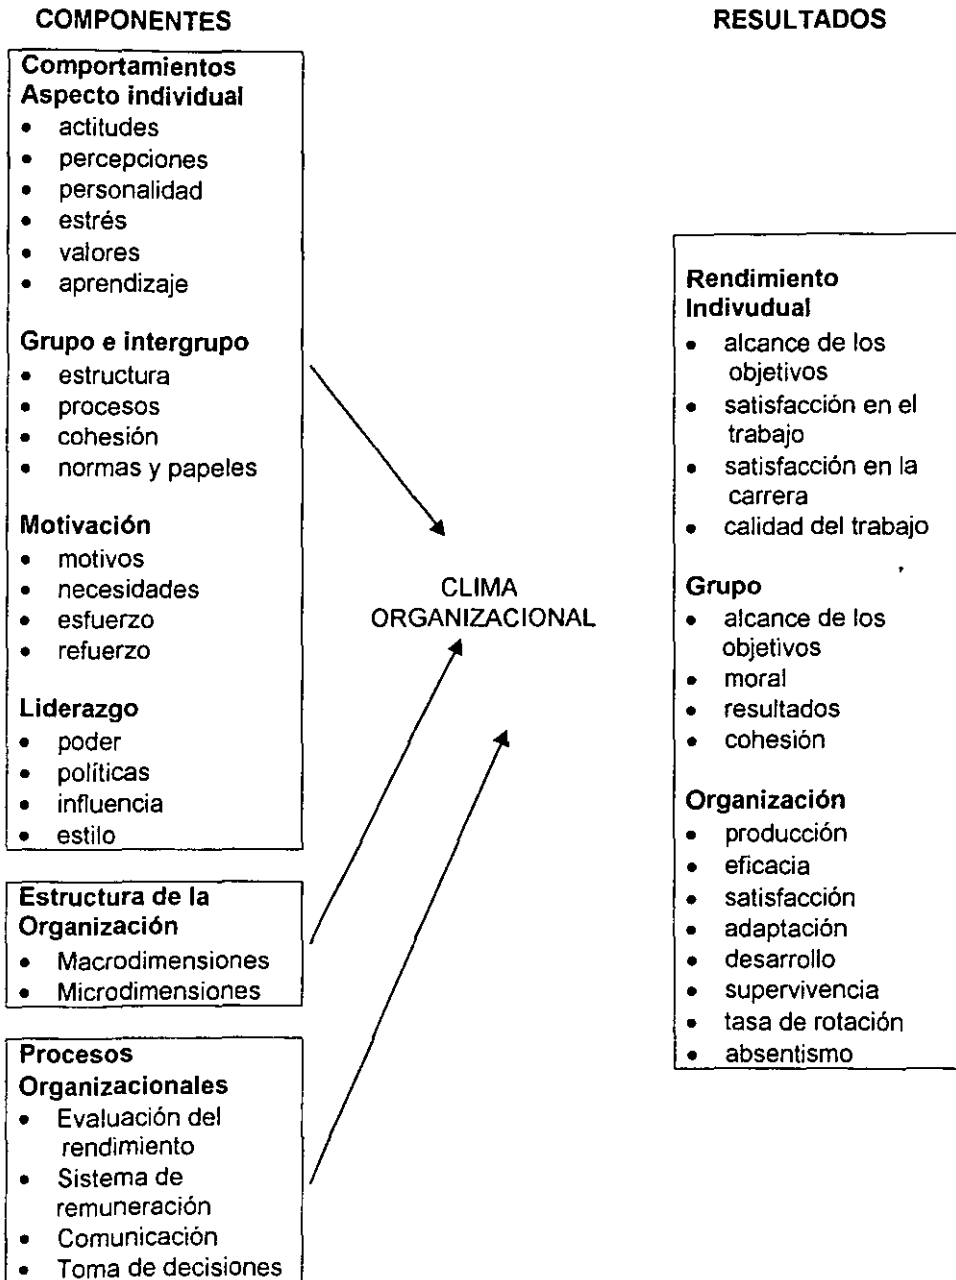 COMPONENTES
Comportamientos
Aspecto individual
• actitudes
• percepciones
• personalidad
• estrés
• valores
• aprendizaje
Grupo e intergrupo
• estructura
• procesos
• cohesión
• normas y papeles
Motivación
• motivos
• necesidades
• esfuerzo
• refuerzo
Liderazgo
• poder
• políticas
• influencia
• estilo
Estructura de la
Organización
• Macrodimensiones
• Microdimensiones
Procesos
Organizacionales
• Evaluación del
rendimiento
• Sistema de
remuneración
• Comunicación
• Toma de decisiones
CLIMA
ORGANIZACIONAL
RESULTADOS
Rendimiento
Indivudual
• alcance de los
objetivos
• satisfacción en el
trabajo
• satisfacción en la
carrera
• calidad del trabajo
Grupo
• alcance de los
objetivos
• moral
• resultados
• cohesión
Organización
• producción
• eficacia
• satisfacción
• adaptación
• desarrollo
• supervivencia
• tasa de rotación
• absentismo